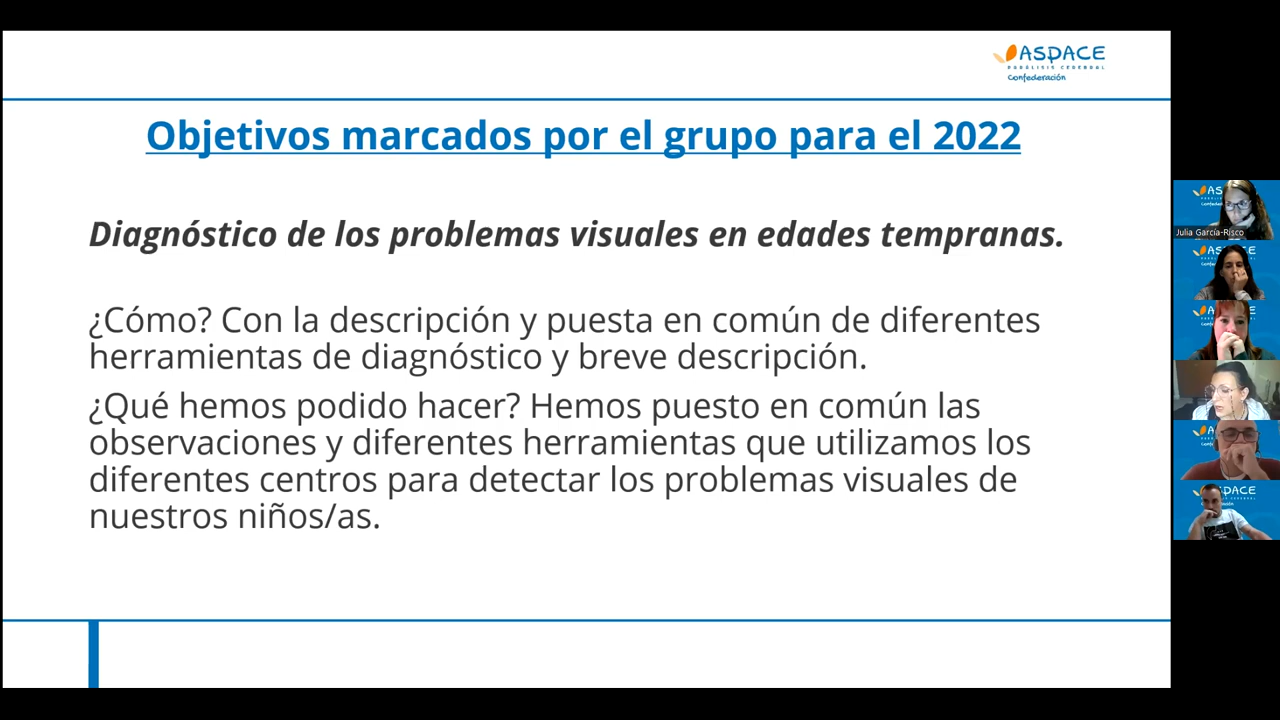 ASPACE
PARÁLISIS CEREBRAL
Confederación
Objetivos marcados por el grupo para el 2022
Diagnóstico de los problemas visuales en edades tempranas.
¿Cómo? Con la descripción y puesta en común de diferentes
herramientas de diagnóstico y breve descripción.
¿Qué hemos podido hacer? Hemos puesto en común las
observaciones y diferentes herramientas que utilizamos los
diferentes centros para detectar los problemas visuales de
nuestros niños/as.
Julia García-Risco